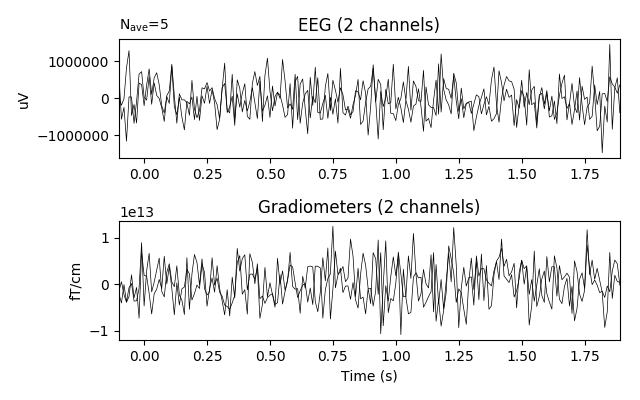 N_ave=5
EEG (2 channels)
1000000
0
−1000000
uV
0.00 0.25 0.50 0.75 1.00 1.25 1.50 1.75
Gradiometers (2 channels)
1e13
1
0
−1
fT/cm
0.00 0.25 0.50 0.75 1.00 1.25 1.50 1.75
Time (s)